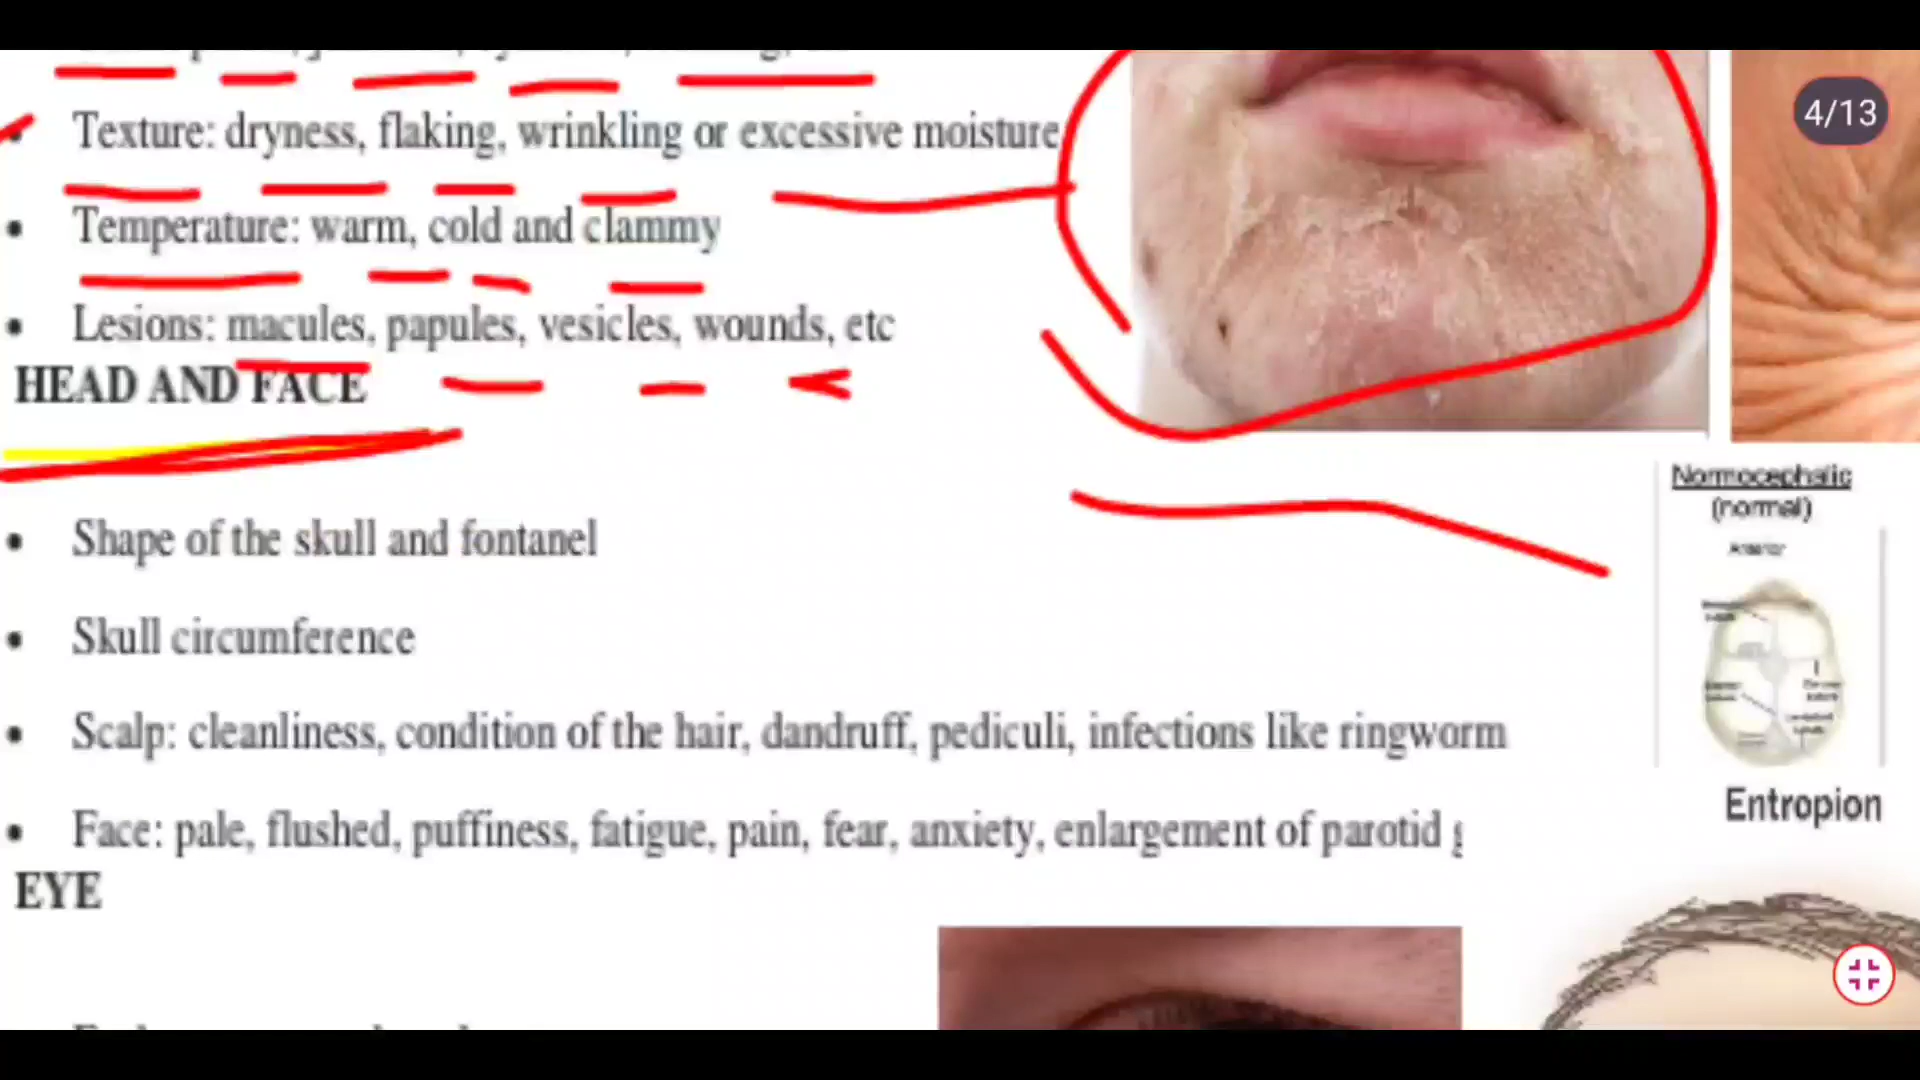 Texture: dryness, flaking, wrinkling or excessive moisture
4/13
Temperature: warm, cold and clammy
Lesions: macules, papules, vesicles, wounds, etc
HEAD AND FACE
Normocephalic
(normal)
Anterior
Shape of the skull and fontanel
Skull circumference
Scalp: cleanliness, condition of the hair, dandruff, pediculi, infections like ringworm
Entropion
Face: pale, flushed, puffiness, fatigue, pain, fear, anxiety, enlargement of parotid
EYE